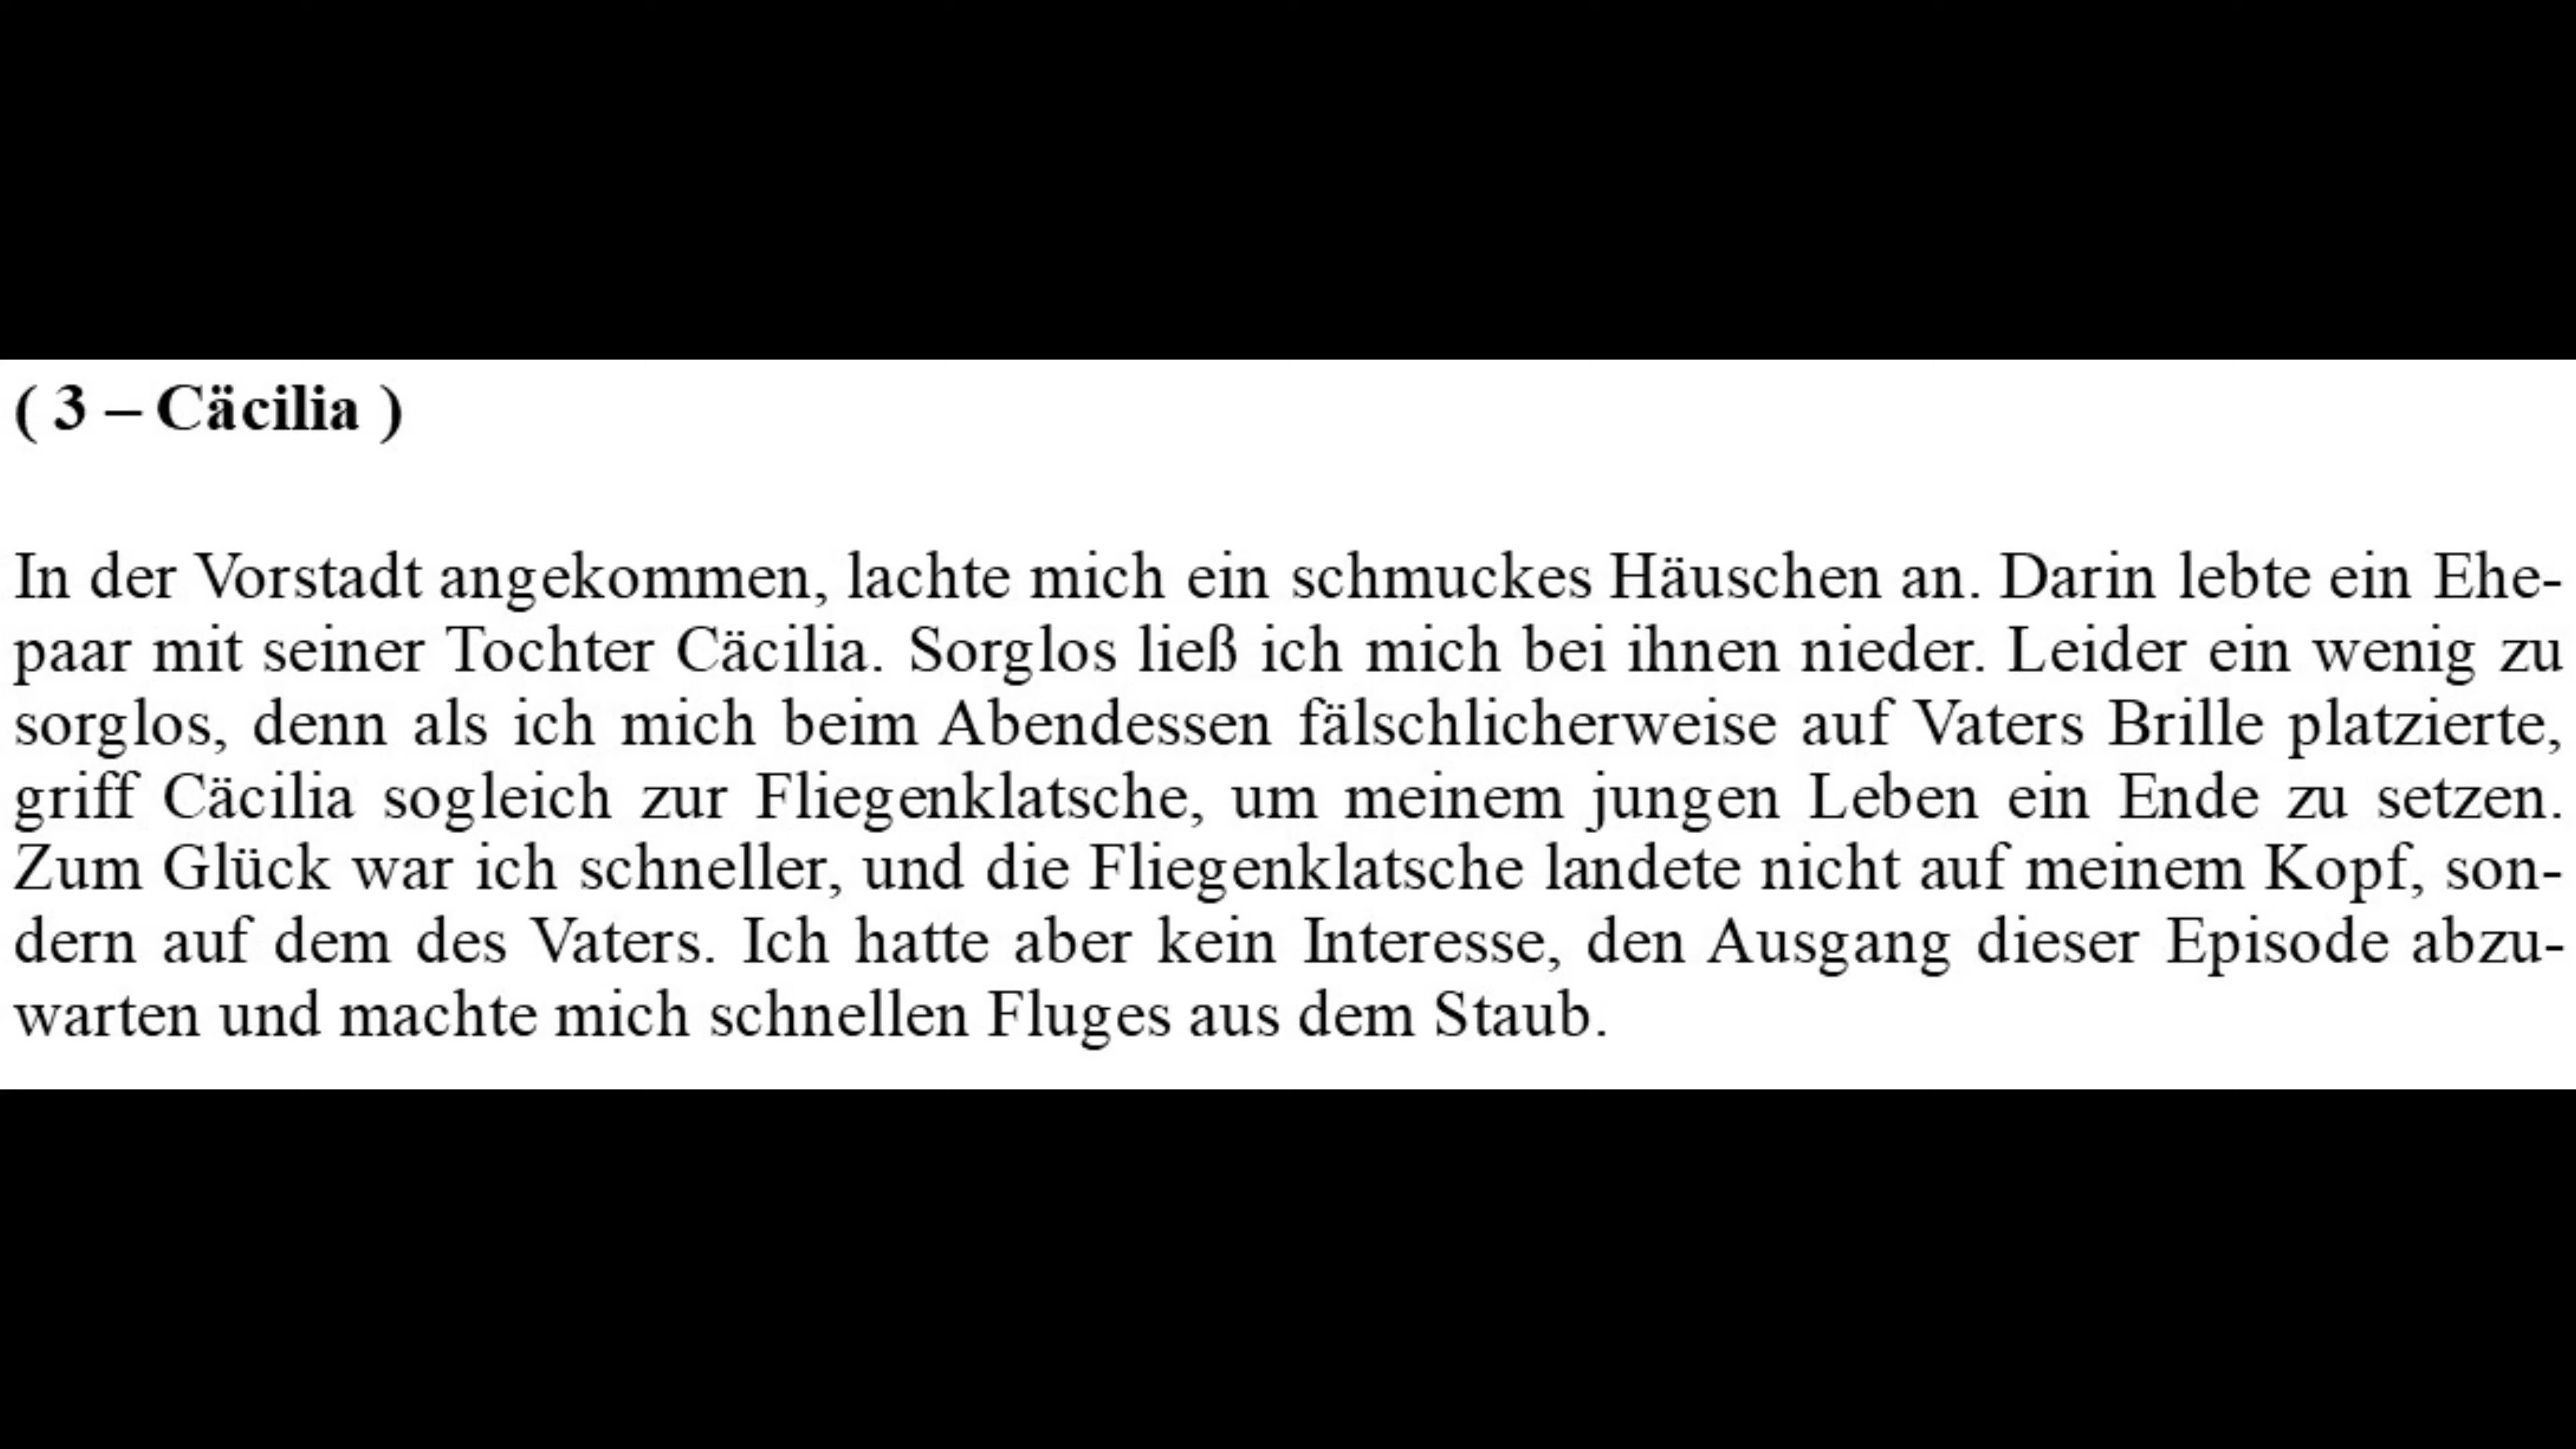 ( 3 – Cäcilia )
In der Vorstadt angekommen, lachte mich ein schmuckes Häuschen an. Darin lebte ein Ehe-
paar mit seiner Tochter Cäcilia. Sorglos ließ ich mich bei ihnen nieder. Leider ein wenig zu
sorglos, denn als ich mich beim Abendessen fälschlicherweise auf Vaters Brille platzierte,
griff Cäcilia sogleich zur Fliegenklatsche, um meinem jungen Leben ein Ende zu setzen.
Zum Glück war ich schneller, und die Fliegenklatsche landete nicht auf meinem Kopf, son-
dern auf dem des Vaters. Ich hatte aber kein Interesse, den Ausgang dieser Episode abzu-
warten und machte mich schnellen Fluges aus dem Staub.